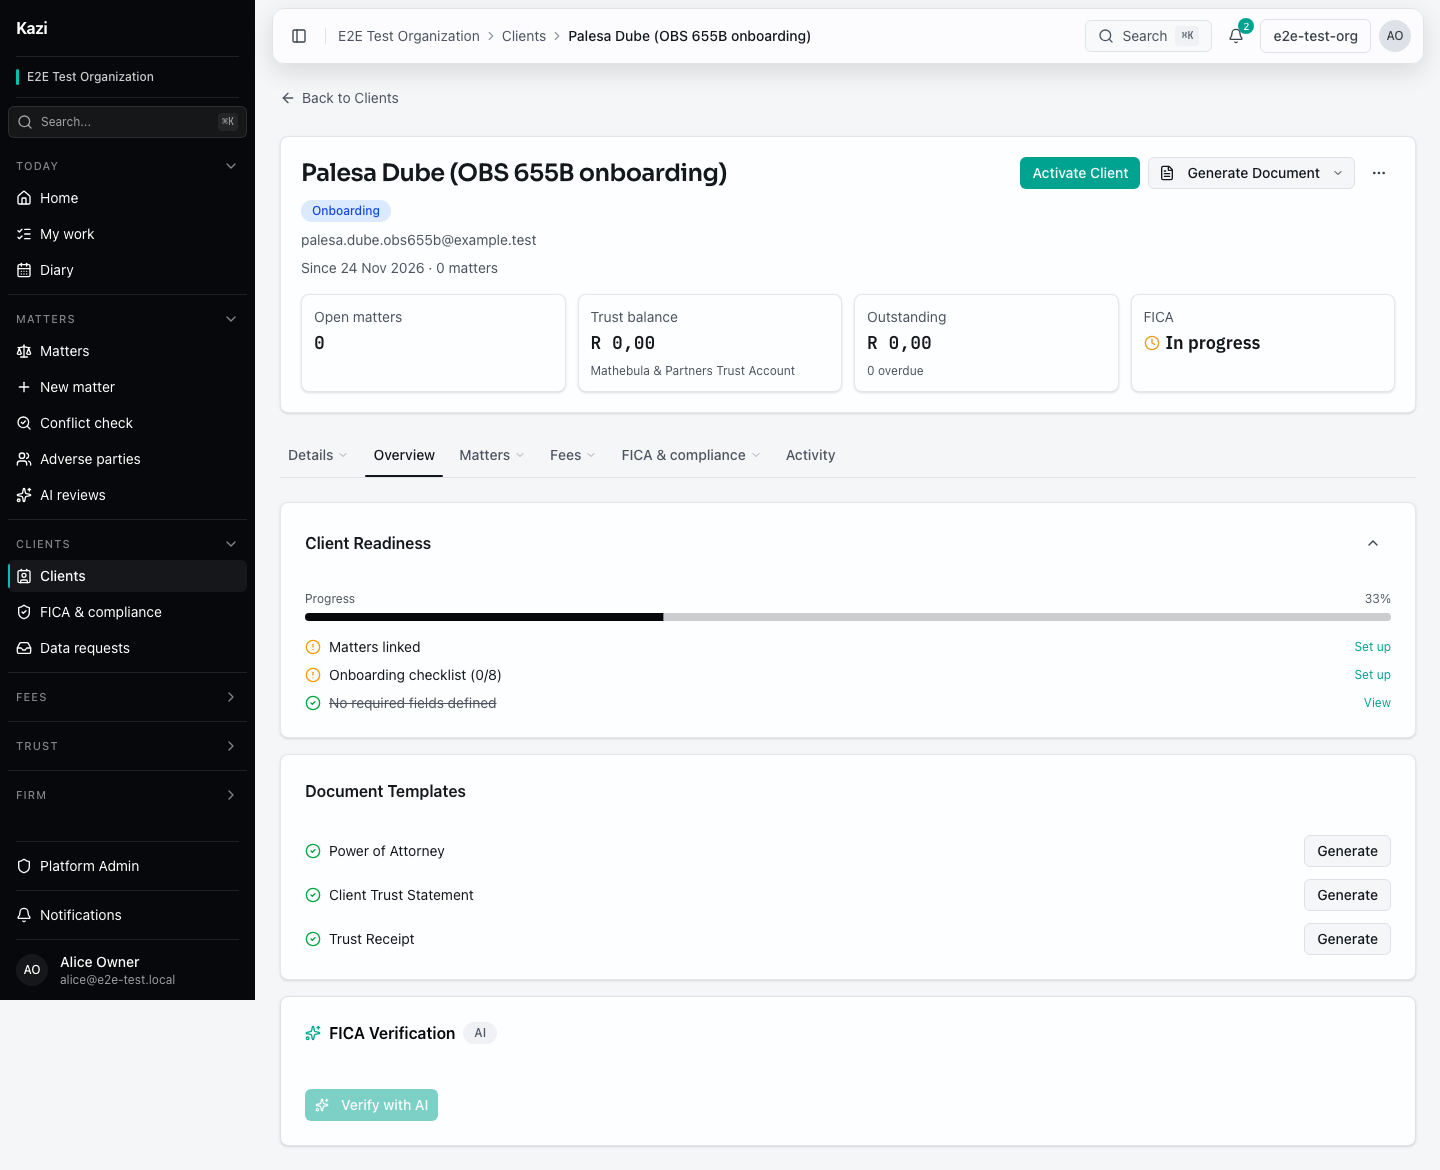 Kazi
E2E Test Organization
Search...
⌘K
TODAY
Home
My work
Diary
MATTERS
Matters
New matter
Conflict check
Adverse parties
AI reviews
CLIENTS
Clients
FICA & compliance
Data requests
FEES
TRUST
FIRM
Platform Admin
Notifications
AO
Alice Owner
alice@e2e-test.local
E2E Test Organization
Clients
Palesa Dube (OBS 655B onboarding)
Search ⌘K
2
e2e-test-org
AO
Back to Clients
Palesa Dube (OBS 655B onboarding)
Activate Client
Generate Document
Onboarding
palesa.dube.obs655b@example.test
Since 24 Nov 2026 · 0 matters
Open matters
0
Trust balance
R 0,00
Mathebula & Partners Trust Account
Outstanding
R 0,00
0 overdue
FICA
In progress
Details
Overview
Matters
Fees
FICA & compliance
Activity
Client Readiness
Progress
33%
Matters linked
Set up
Onboarding checklist (0/8)
Set up
No required fields defined
View
Document Templates
Power of Attorney
Generate
Client Trust Statement
Generate
Trust Receipt
Generate
FICA Verification
AI
Verify with AI